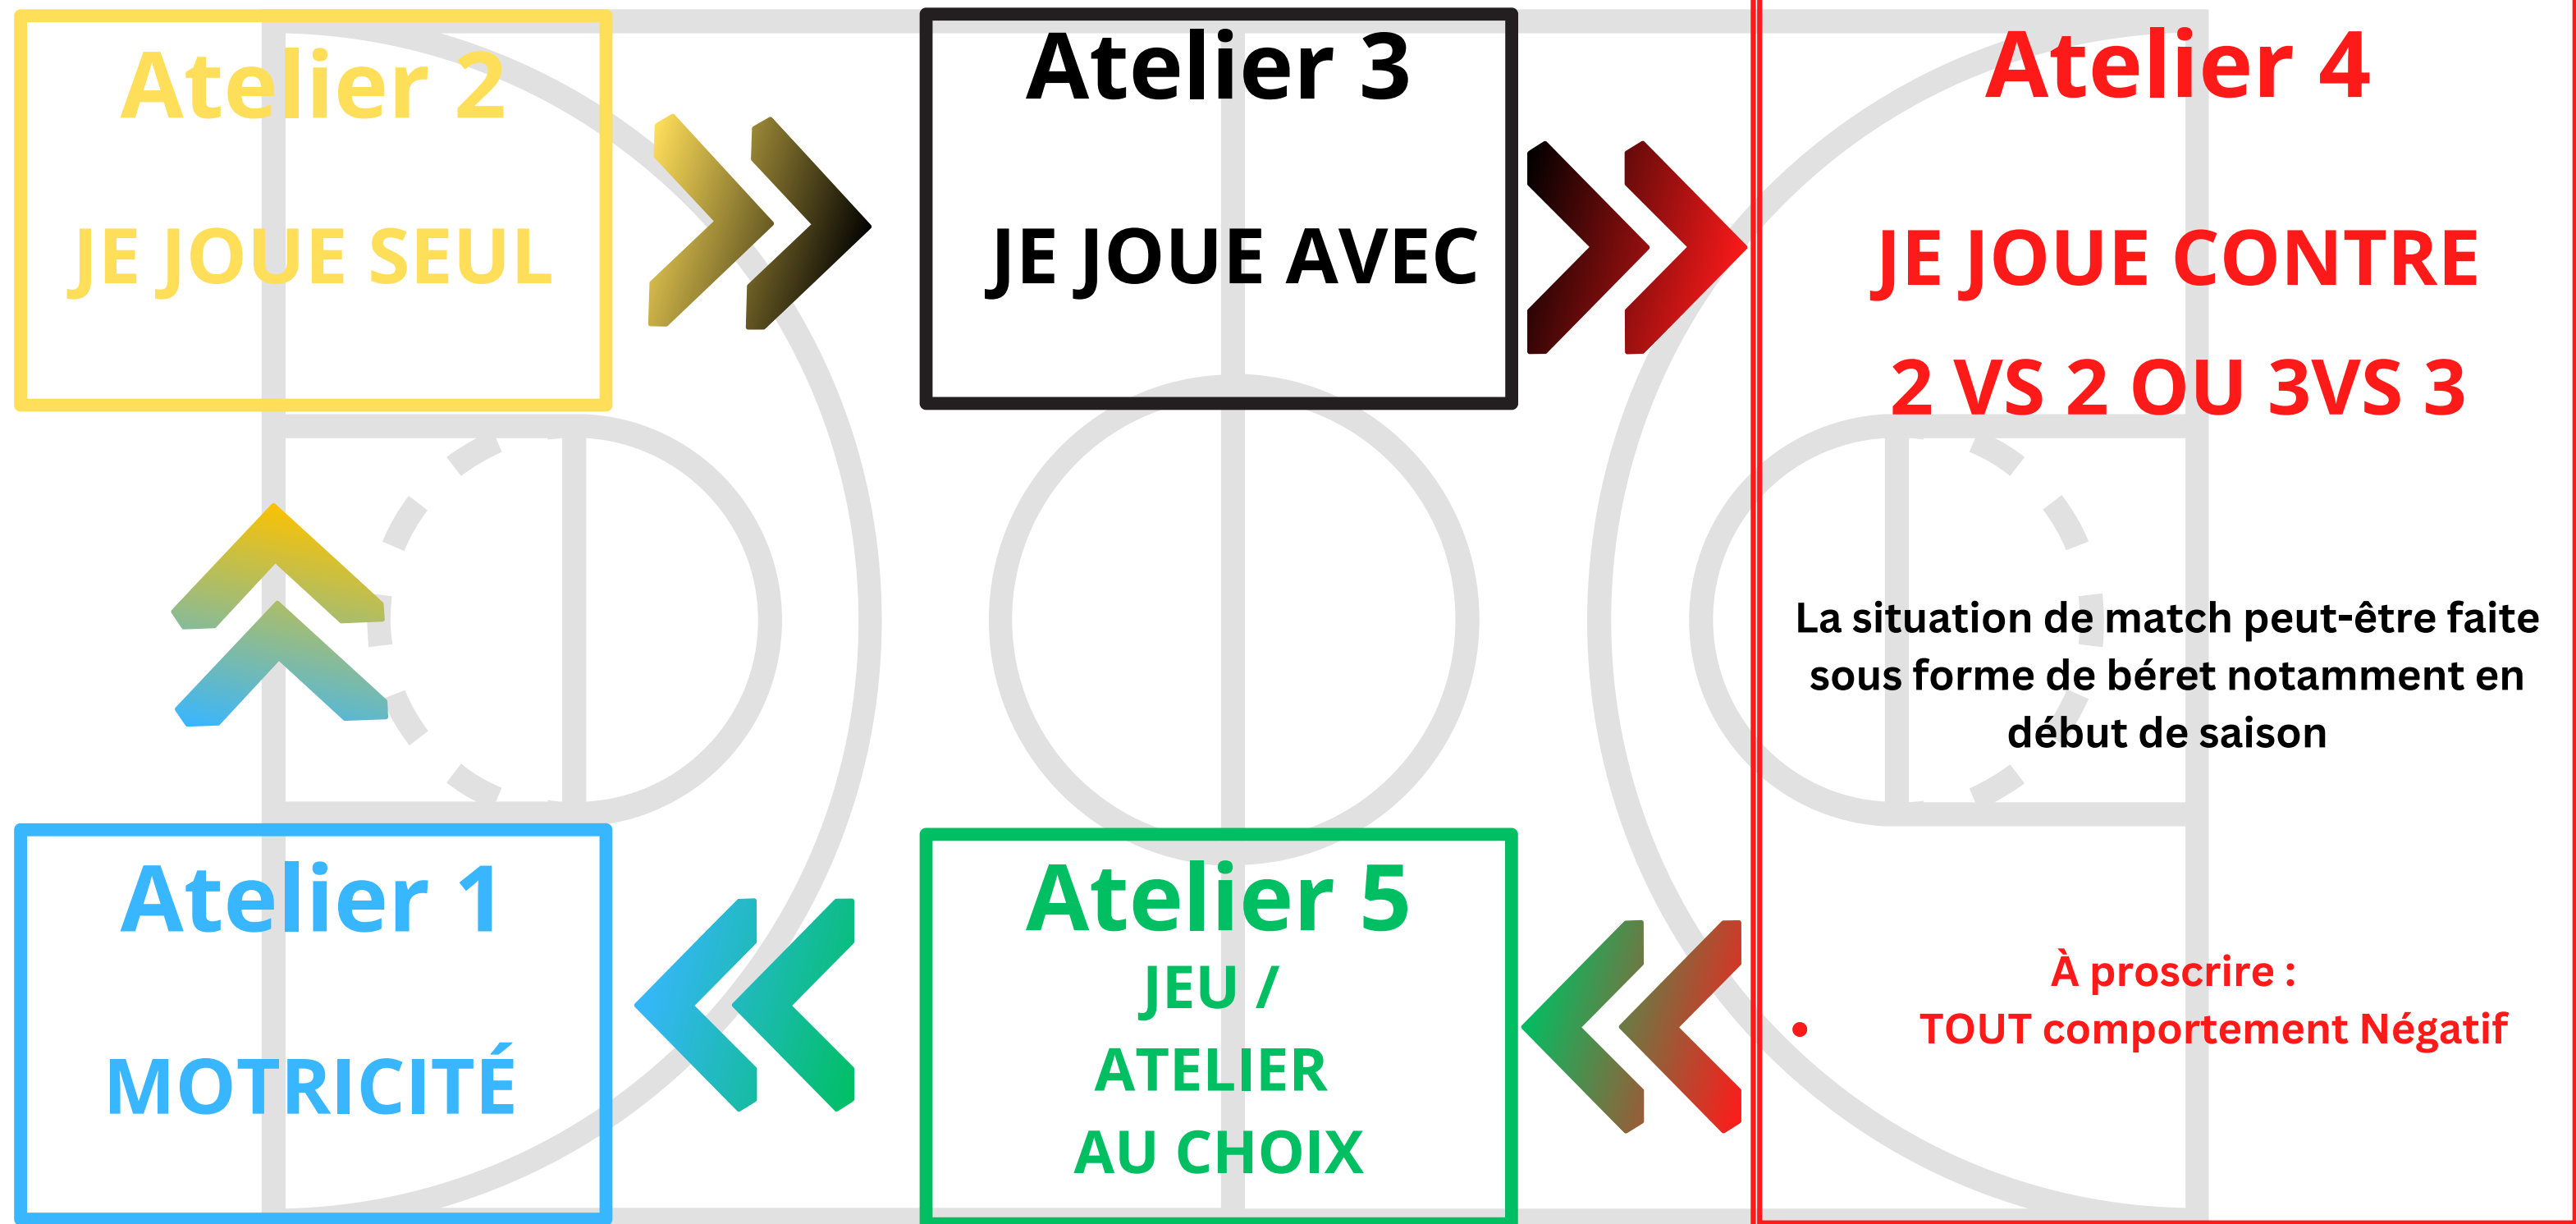 Atelier 2
JE JOUE SEUL
Atelier 3
JE JOUE AVEC
Atelier 4
JE JOUE CONTRE
2 VS 2 OU 3VS 3
La situation de match peut-être faite
sous forme de béret notamment en
début de saison
À proscrire :
• TOUT comportement Négatif
Atelier 1
MOTRICITÉ
Atelier 5
JEU /
ATELIER
AU CHOIX